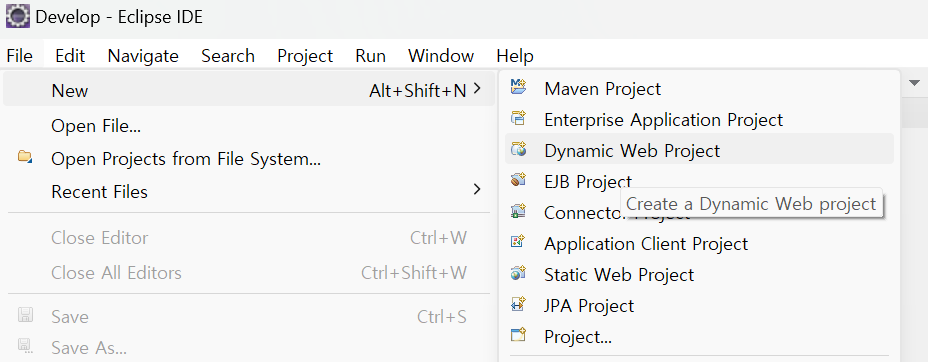 Develop - Eclipse IDE
File Edit Navigate Search Project Run Window Help
New Alt+Shift+N
Open File...
Open Projects from File System...
Recent Files
Close Editor Ctrl+W
Close All Editors Ctrl+Shift+W
Save Ctrl+S
Save As...
Maven Project
Enterprise Application Project
Dynamic Web Project
EJB Project
Create a Dynamic Web project
Connector Project
Application Client Project
Static Web Project
JPA Project
Project...